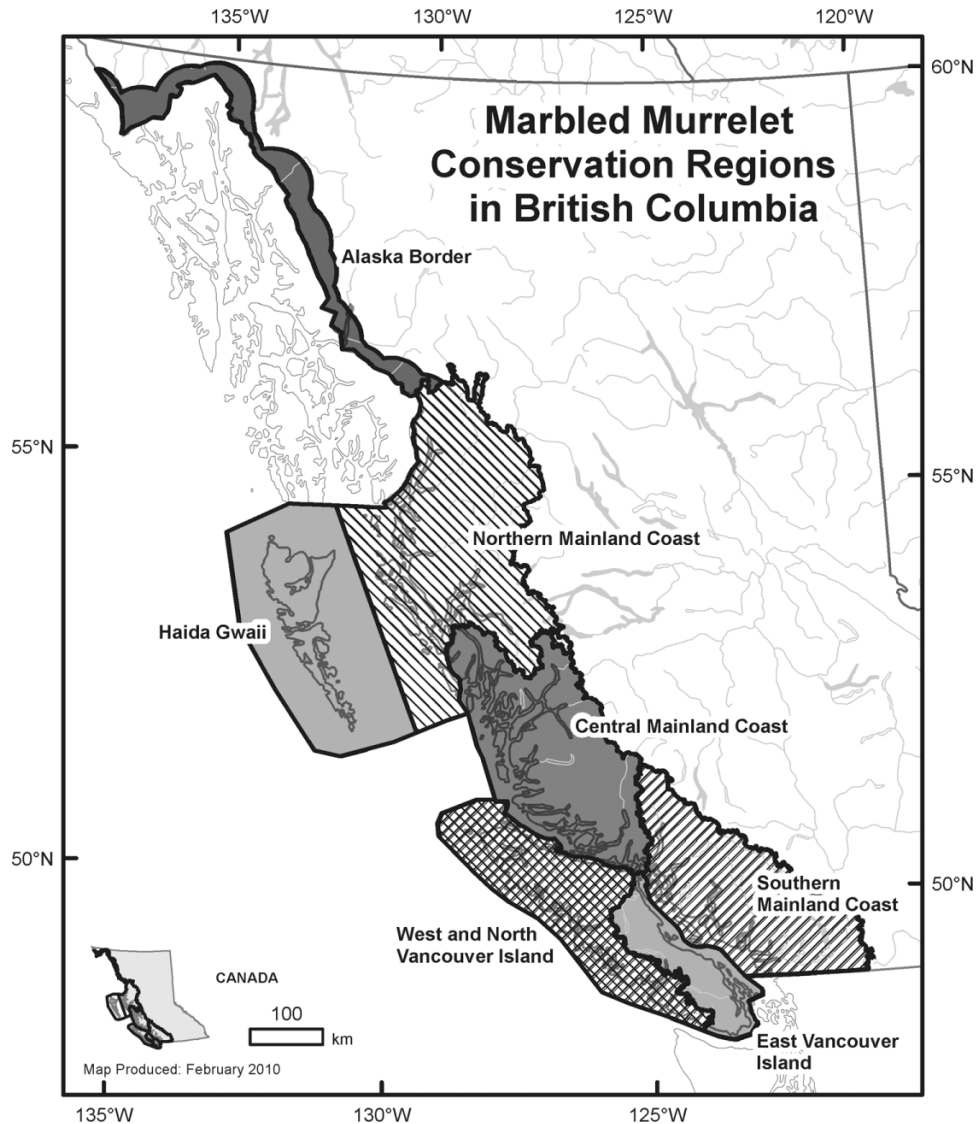 135°W 130°W 125°W 120°W
60°N
Marbled Murrelet
Conservation Regions
in British Columbia
Alaska Border
55°N
55°N
Northern Mainland Coast
Haida Gwaii
Central Mainland Coast
50°N
50°N
Southern
Mainland Coast
West and North
Vancouver Island
CANADA
100
km
East Vancouver
Island
Map Produced: February 2010
135°W 130°W 125°W